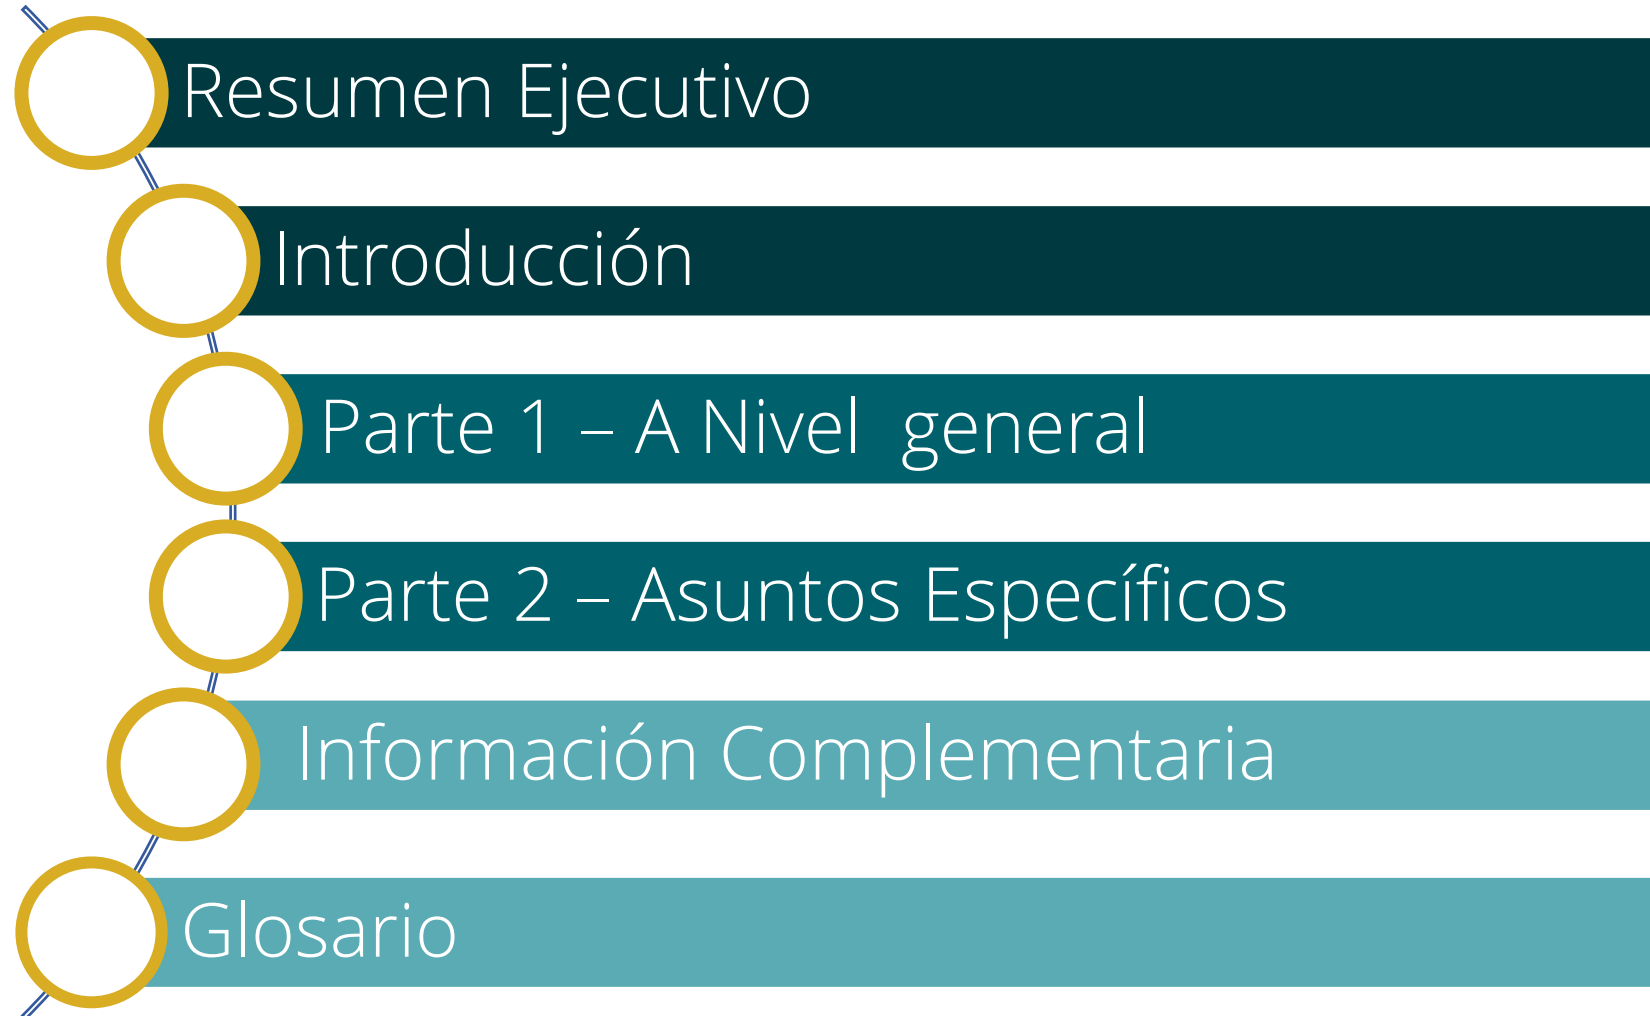 Resumen Ejecutivo
Introducción
Parte 1 – A Nivel  general
Parte 2 – Asuntos Específicos
Información Complementaria
Glosario